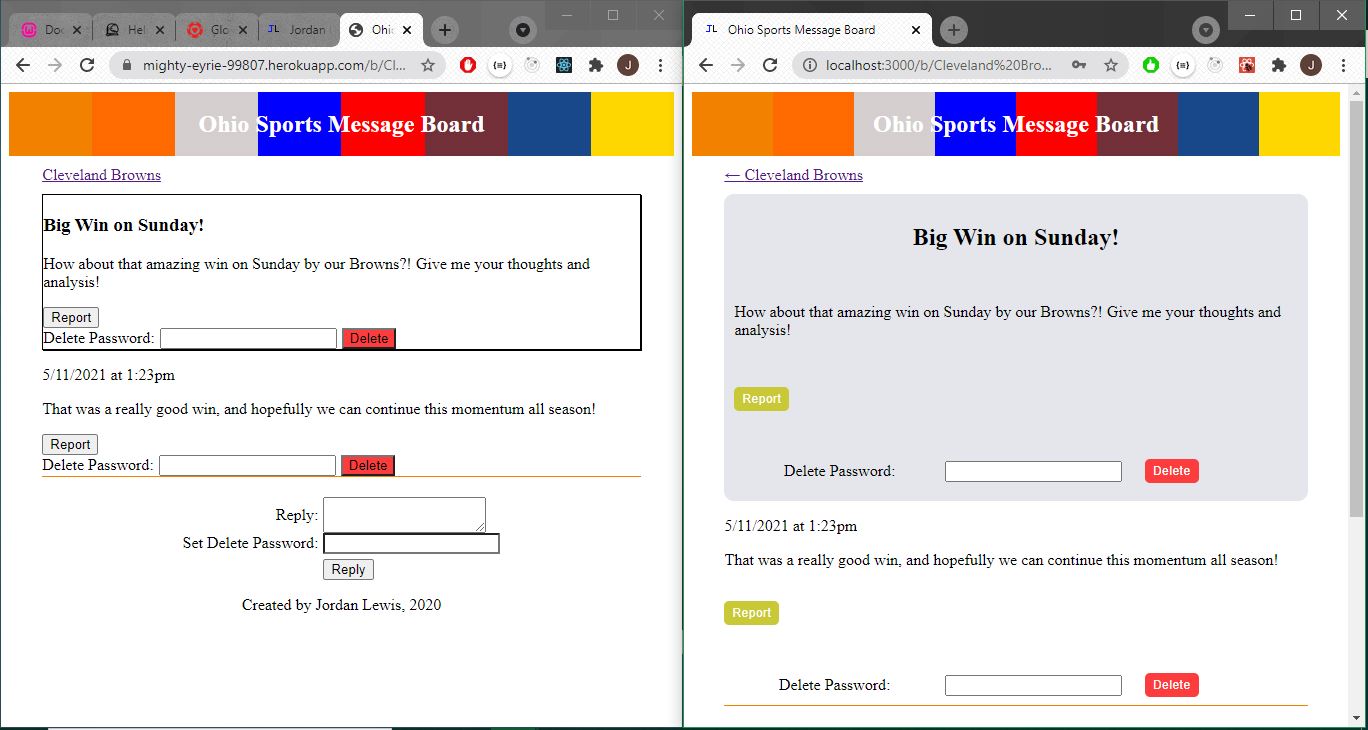 Doc
Hel
Glo
JL Jordan
Ohio
mighty-eyrie-99807.herokuapp.com/b/Cl...
J
Ohio Sports Message Board
Cleveland Browns
Big Win on Sunday!
How about that amazing win on Sunday by our Browns?! Give me your thoughts and
analysis!
Report
Delete Password: Delete
5/11/2021 at 1:23pm
That was a really good win, and hopefully we can continue this momentum all season!
Report
Delete Password: Delete
Reply:
Set Delete Password:
Reply
Created by Jordan Lewis, 2020
JL Ohio Sports Message Board
localhost:3000/b/Cleveland%20Bro...
J
Ohio Sports Message Board
← Cleveland Browns
Big Win on Sunday!
How about that amazing win on Sunday by our Browns?! Give me your thoughts and
analysis!
Report
Delete Password: Delete
5/11/2021 at 1:23pm
That was a really good win, and hopefully we can continue this momentum all season!
Report
Delete Password: Delete